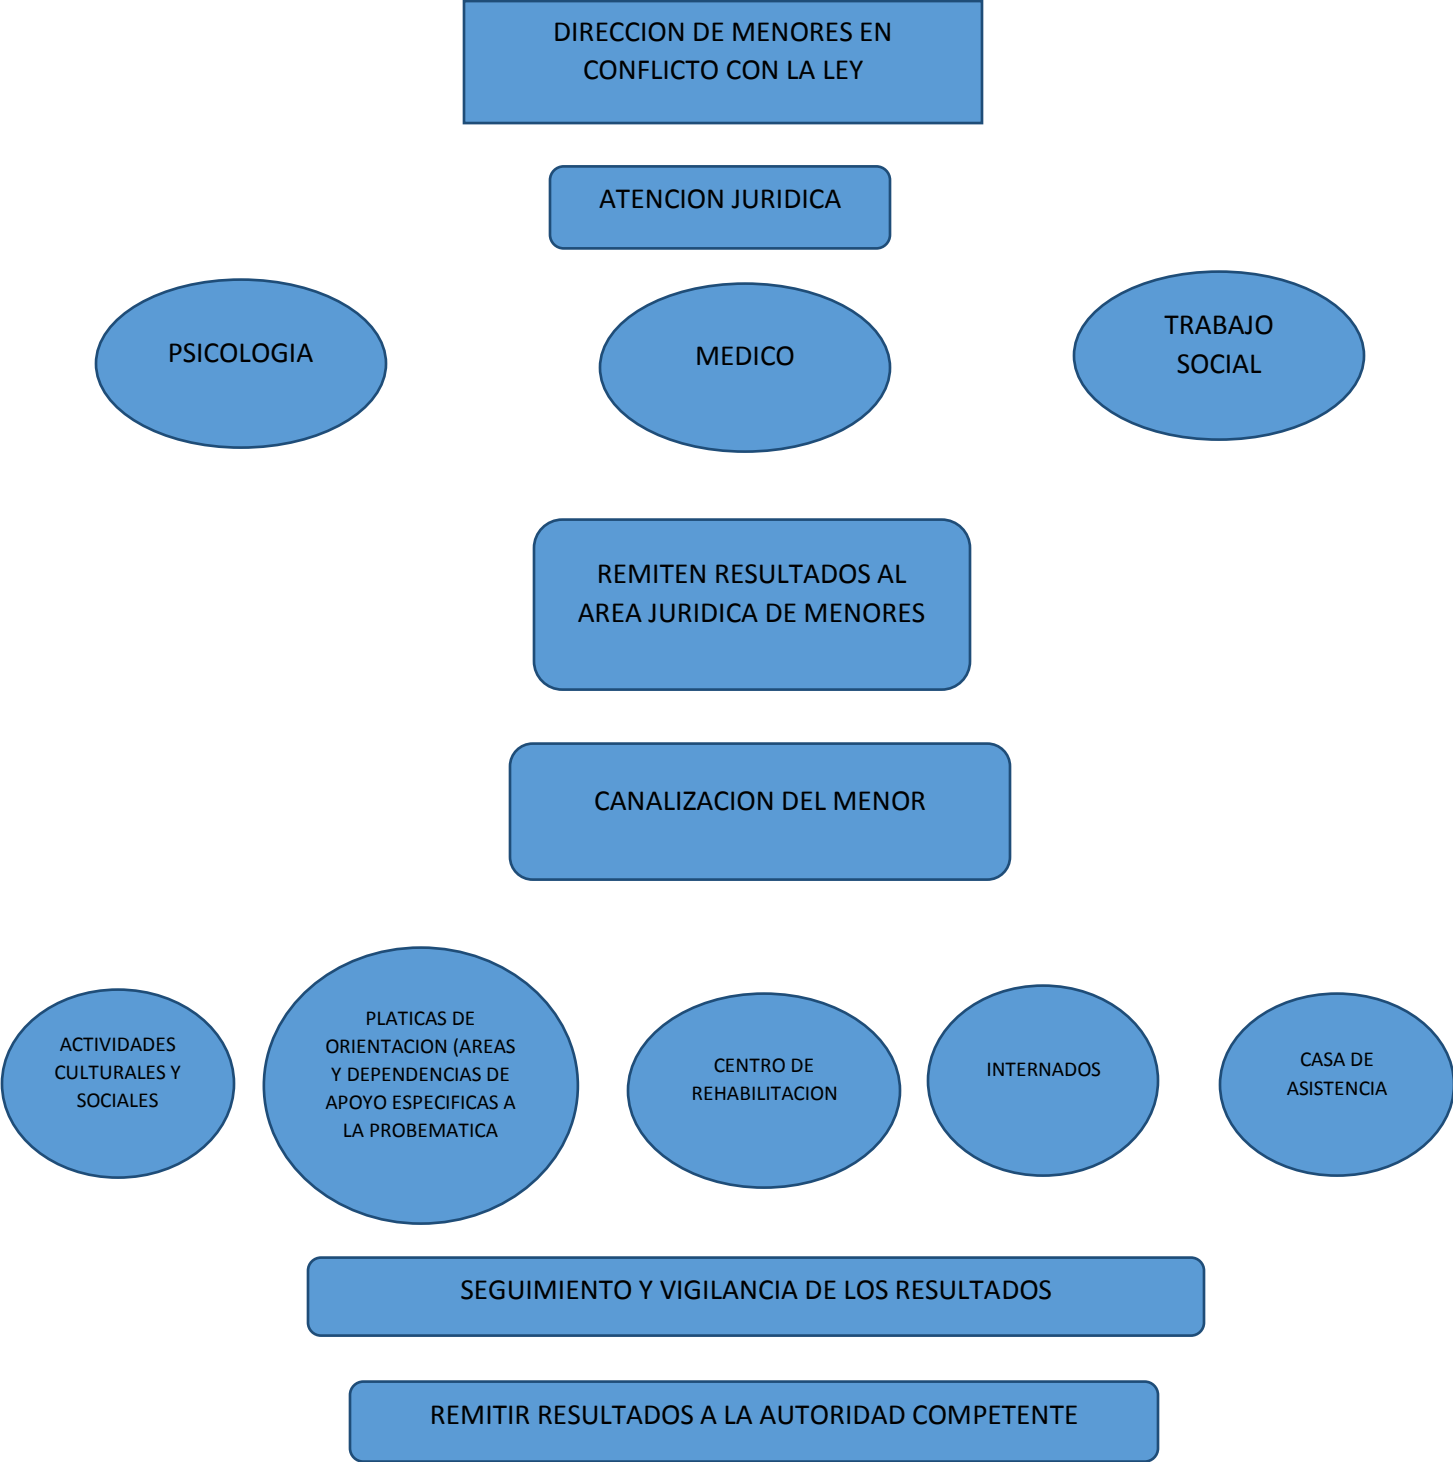 DIRECCION DE MENORES EN
CONFLICTO CON LA LEY
ATENCION JURIDICA
PSICOLOGIA
MEDICO
TRABAJO
SOCIAL
REMITEN RESULTADOS AL
AREA JURIDICA DE MENORES
CANALIZACION DEL MENOR
ACTIVIDADES
CULTURALES Y
SOCIALES
PLATICAS DE
ORIENTACION (AREAS
Y DEPENDENCIAS DE
APOYO ESPECIFICAS A
LA PROBEMATICA
CENTRO DE
REHABILITACION
INTERNADOS
CASA DE
ASISTENCIA
SEGUIMIENTO Y VIGILANCIA DE LOS RESULTADOS
REMITIR RESULTADOS A LA AUTORIDAD COMPETENTE